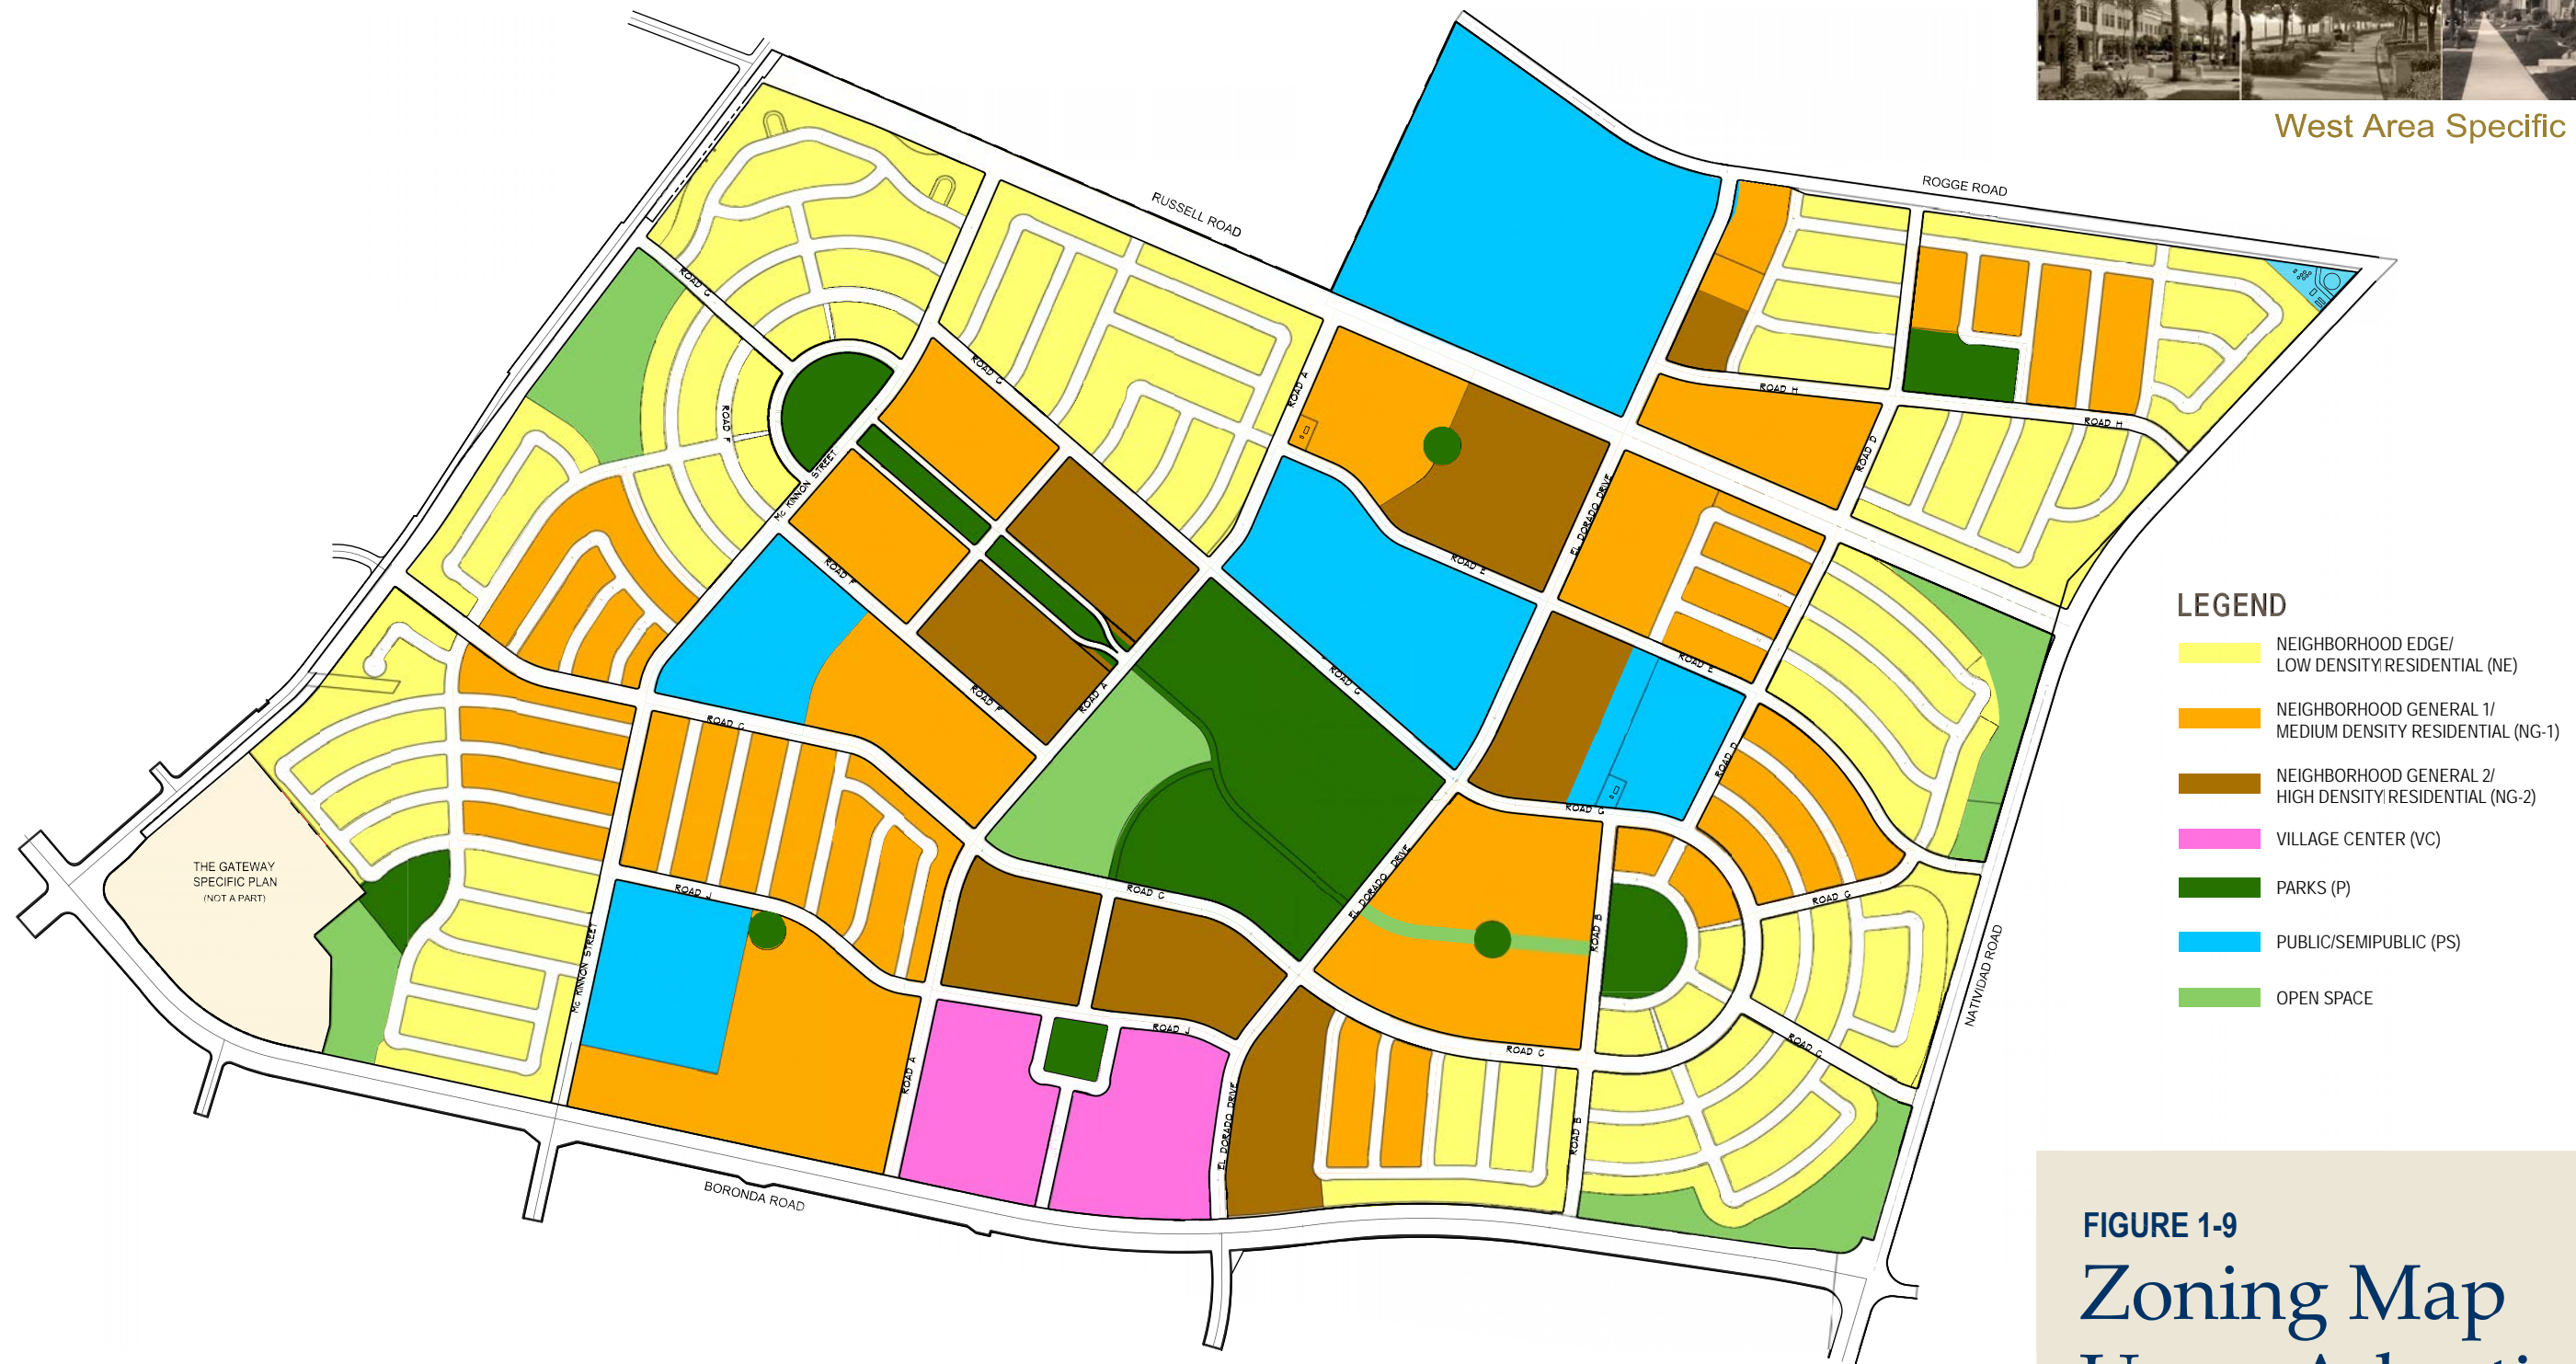 West Area Specific
ROGGE ROAD
RUSSELL ROAD
ROAD G
ROAD G
ROAD A
ROAD H
ROAD H
ROAD F
ROAD D
Mc KINNON STREET
EL DORADO DRIVE
ROAD F
ROAD E
ROAD E
ROAD G
ROAD F
ROAD A
ROAD G
ROAD D
ROAD G
THE GATEWAY
SPECIFIC PLAN
(NOT A PART)
ROAD J
ROAD G
EL DORADO DRIVE
ROAD G
ROAD B
Mc KINNON STREET
NATIVIDAD ROAD
ROAD J
ROAD G
ROAD G
ROAD A
EL DORADO DRIVE
ROAD B
BORONDA ROAD
LEGEND
NEIGHBORHOOD EDGE/
LOW DENSITY RESIDENTIAL (NE)
NEIGHBORHOOD GENERAL 1/
MEDIUM DENSITY RESIDENTIAL (NG-1)
NEIGHBORHOOD GENERAL 2/
HIGH DENSITY RESIDENTIAL (NG-2)
VILLAGE CENTER (VC)
PARKS (P)
PUBLIC/SEMIPUBLIC (PS)
OPEN SPACE
FIGURE 1-9
Zoning Map